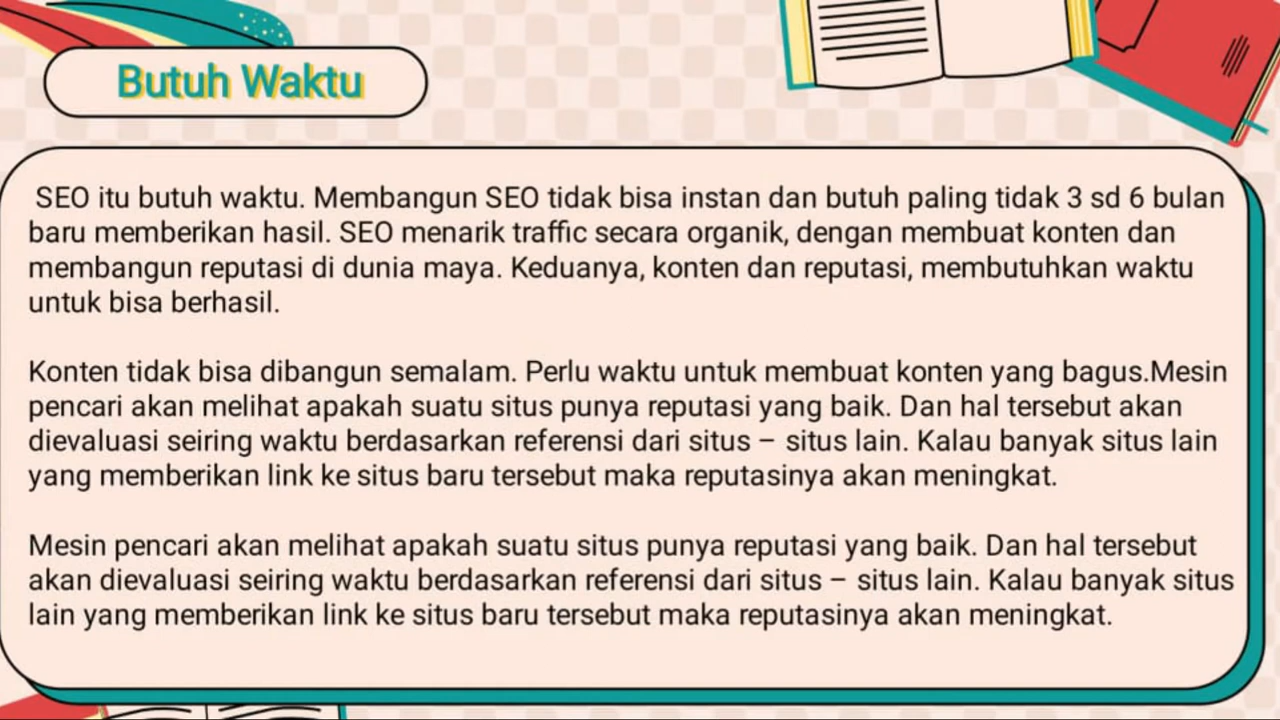 Butuh Waktu
SEO itu butuh waktu. Membangun SEO tidak bisa instan dan butuh paling tidak 3 sd 6 bulan
baru memberikan hasil. SEO menarik traffic secara organik, dengan membuat konten dan
membangun reputasi di dunia maya. Keduanya, konten dan reputasi, membutuhkan waktu
untuk bisa berhasil.
Konten tidak bisa dibangun semalam. Perlu waktu untuk membuat konten yang bagus.Mesin
pencari akan melihat apakah suatu situs punya reputasi yang baik. Dan hal tersebut akan
dievaluasi seiring waktu berdasarkan referensi dari situs – situs lain. Kalau banyak situs lain
yang memberikan link ke situs baru tersebut maka reputasinya akan meningkat.
Mesin pencari akan melihat apakah suatu situs punya reputasi yang baik. Dan hal tersebut
akan dievaluasi seiring waktu berdasarkan referensi dari situs – situs lain. Kalau banyak situs
lain yang memberikan link ke situs baru tersebut maka reputasinya akan meningkat.